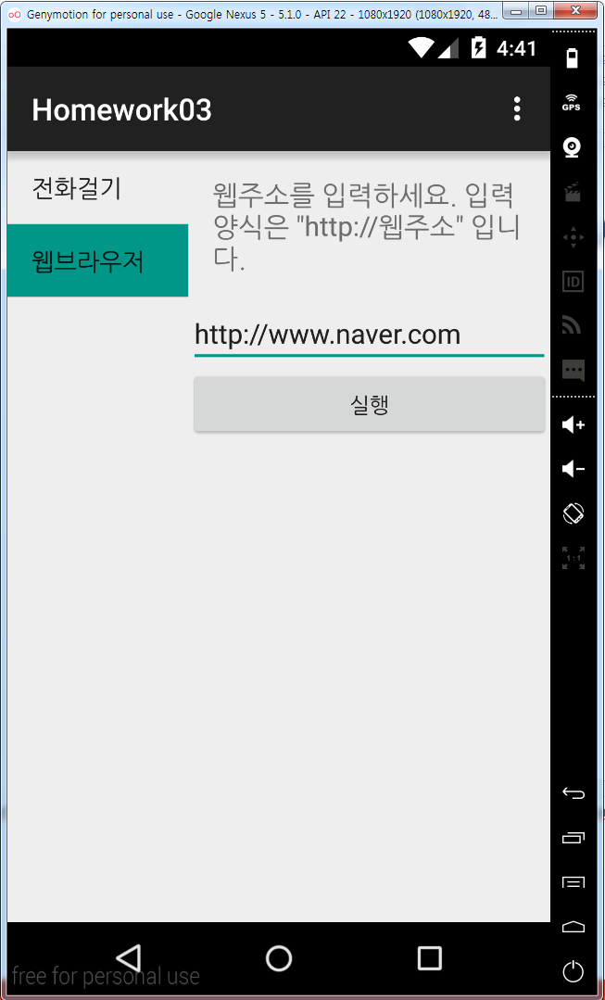 Genymotion for personal use - Google Nexus 5 - 5.1.0 - API 22 - 1080x1920 (1080x1920, 48...
4:41
Homework03
GPS
전화걸기
웹브라우저
웹주소를 입력하세요. 입력
양식은 "http://웹주소" 입니
다.
http://www.naver.com
실행
ID
1:1
free for personal use